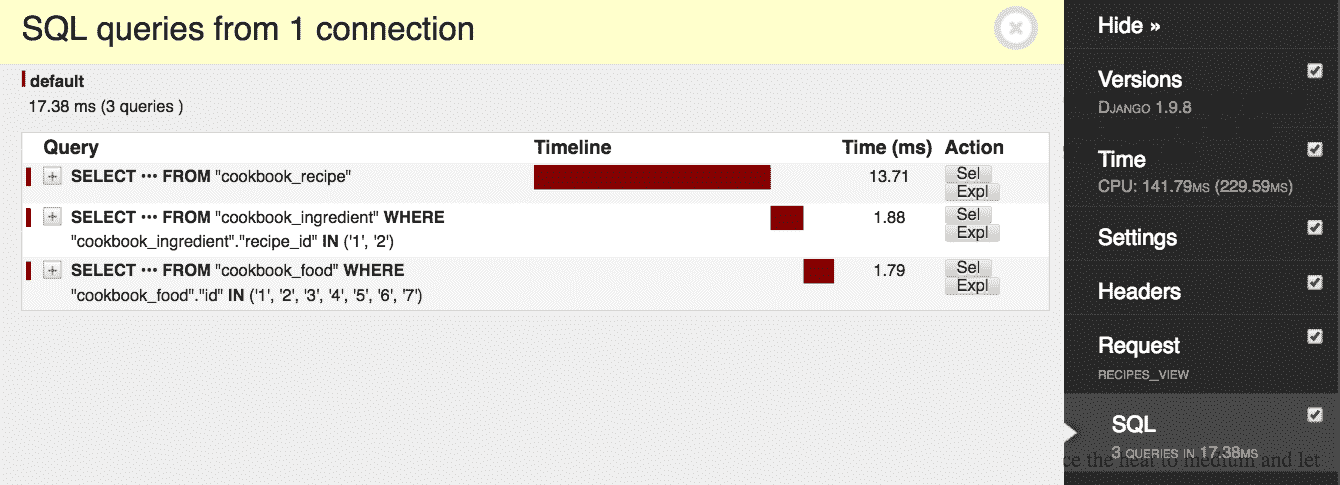 SQL queries from 1 connection
default
17.38 ms (3 queries )
Query Timeline Time (ms) Action
+ SELECT ••• FROM "cookbook_recipe" 13.71 Sel
Expl
+ SELECT ••• FROM "cookbook_ingredient" WHERE 1.88 Sel
"cookbook_ingredient"."recipe_id" IN ('1', '2') Expl
+ SELECT ••• FROM "cookbook_food" WHERE 1.79 Sel
"cookbook_food"."id" IN ('1', '2', '3', '4', '5', '6', '7') Expl
Hide »
Versions
Django 1.9.8
Time
CPU: 141.79ms (229.59ms)
Settings
Headers
Request
RECIPES_VIEW
SQL
3 QUERIES IN 17.38MS
ce the heat to medium and let